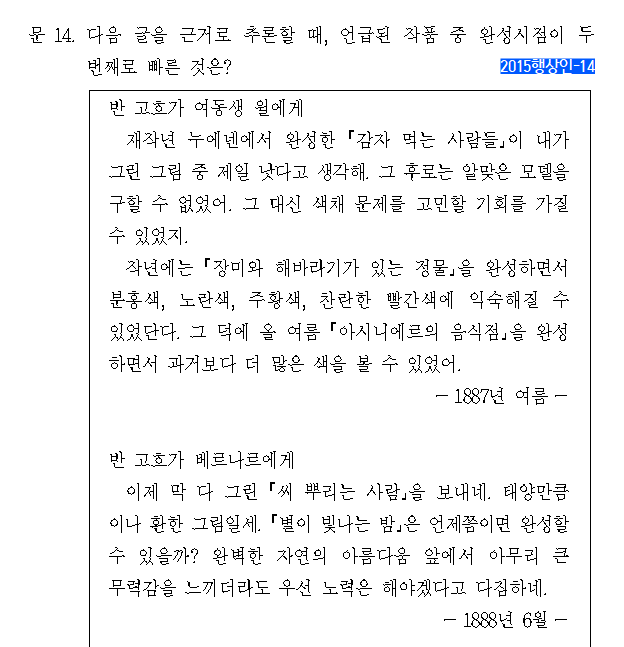 문 14. 다음 글을 근거로 추론할 때, 언급된 작품 중 완성시점이 두
번째로 빠른 것은?
2015행상인-14
반 고흐가 여동생 윌에게
재작년 누에넨에서 완성한 『감자 먹는 사람들』이 내가
그린 그림 중 제일 낫다고 생각해. 그 후로는 알맞은 모델을
구할 수 없었어. 그 대신 색채 문제를 고민할 기회를 가질
수 있었지.
작년에는 『장미와 해바라기가 있는 정물』을 완성하면서
분홍색, 노란색, 주황색, 찬란한 빨간색에 익숙해질 수
있었단다. 그 덕에 올 여름 『아시니에르의 음식점』을 완성
하면서 과거보다 더 많은 색을 볼 수 있었어.
－ 1887년 여름 －
반 고흐가 베르나르에게
이제 막 다 그린 『씨 뿌리는 사람』을 보내네. 태양만큼
이나 환한 그림일세. 『별이 빛나는 밤』은 언제쯤이면 완성할
수 있을까? 완벽한 자연의 아름다움 앞에서 아무리 큰
무력감을 느끼더라도 우선 노력은 해야겠다고 다짐하네.
－ 1888년 6월 －